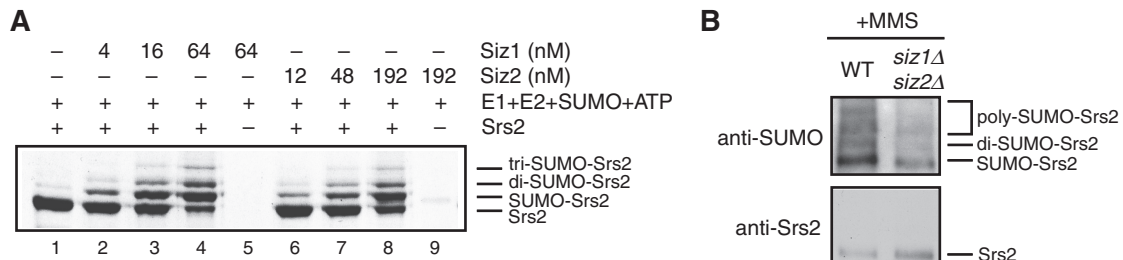 A
– 4 16 64 64 – – – – Siz1 (nM)
– – – – – 12 48 192 192 Siz2 (nM)
+ + + + + + + + + E1+E2+SUMO+ATP
+ + + + – + + + – Srs2
tri-SUMO-Srs2
di-SUMO-Srs2
SUMO-Srs2
Srs2
1 2 3 4 5 6 7 8 9
B
+MMS
WT siz1Δ siz2Δ
anti-SUMO
poly-SUMO-Srs2
di-SUMO-Srs2
SUMO-Srs2
anti-Srs2
Srs2